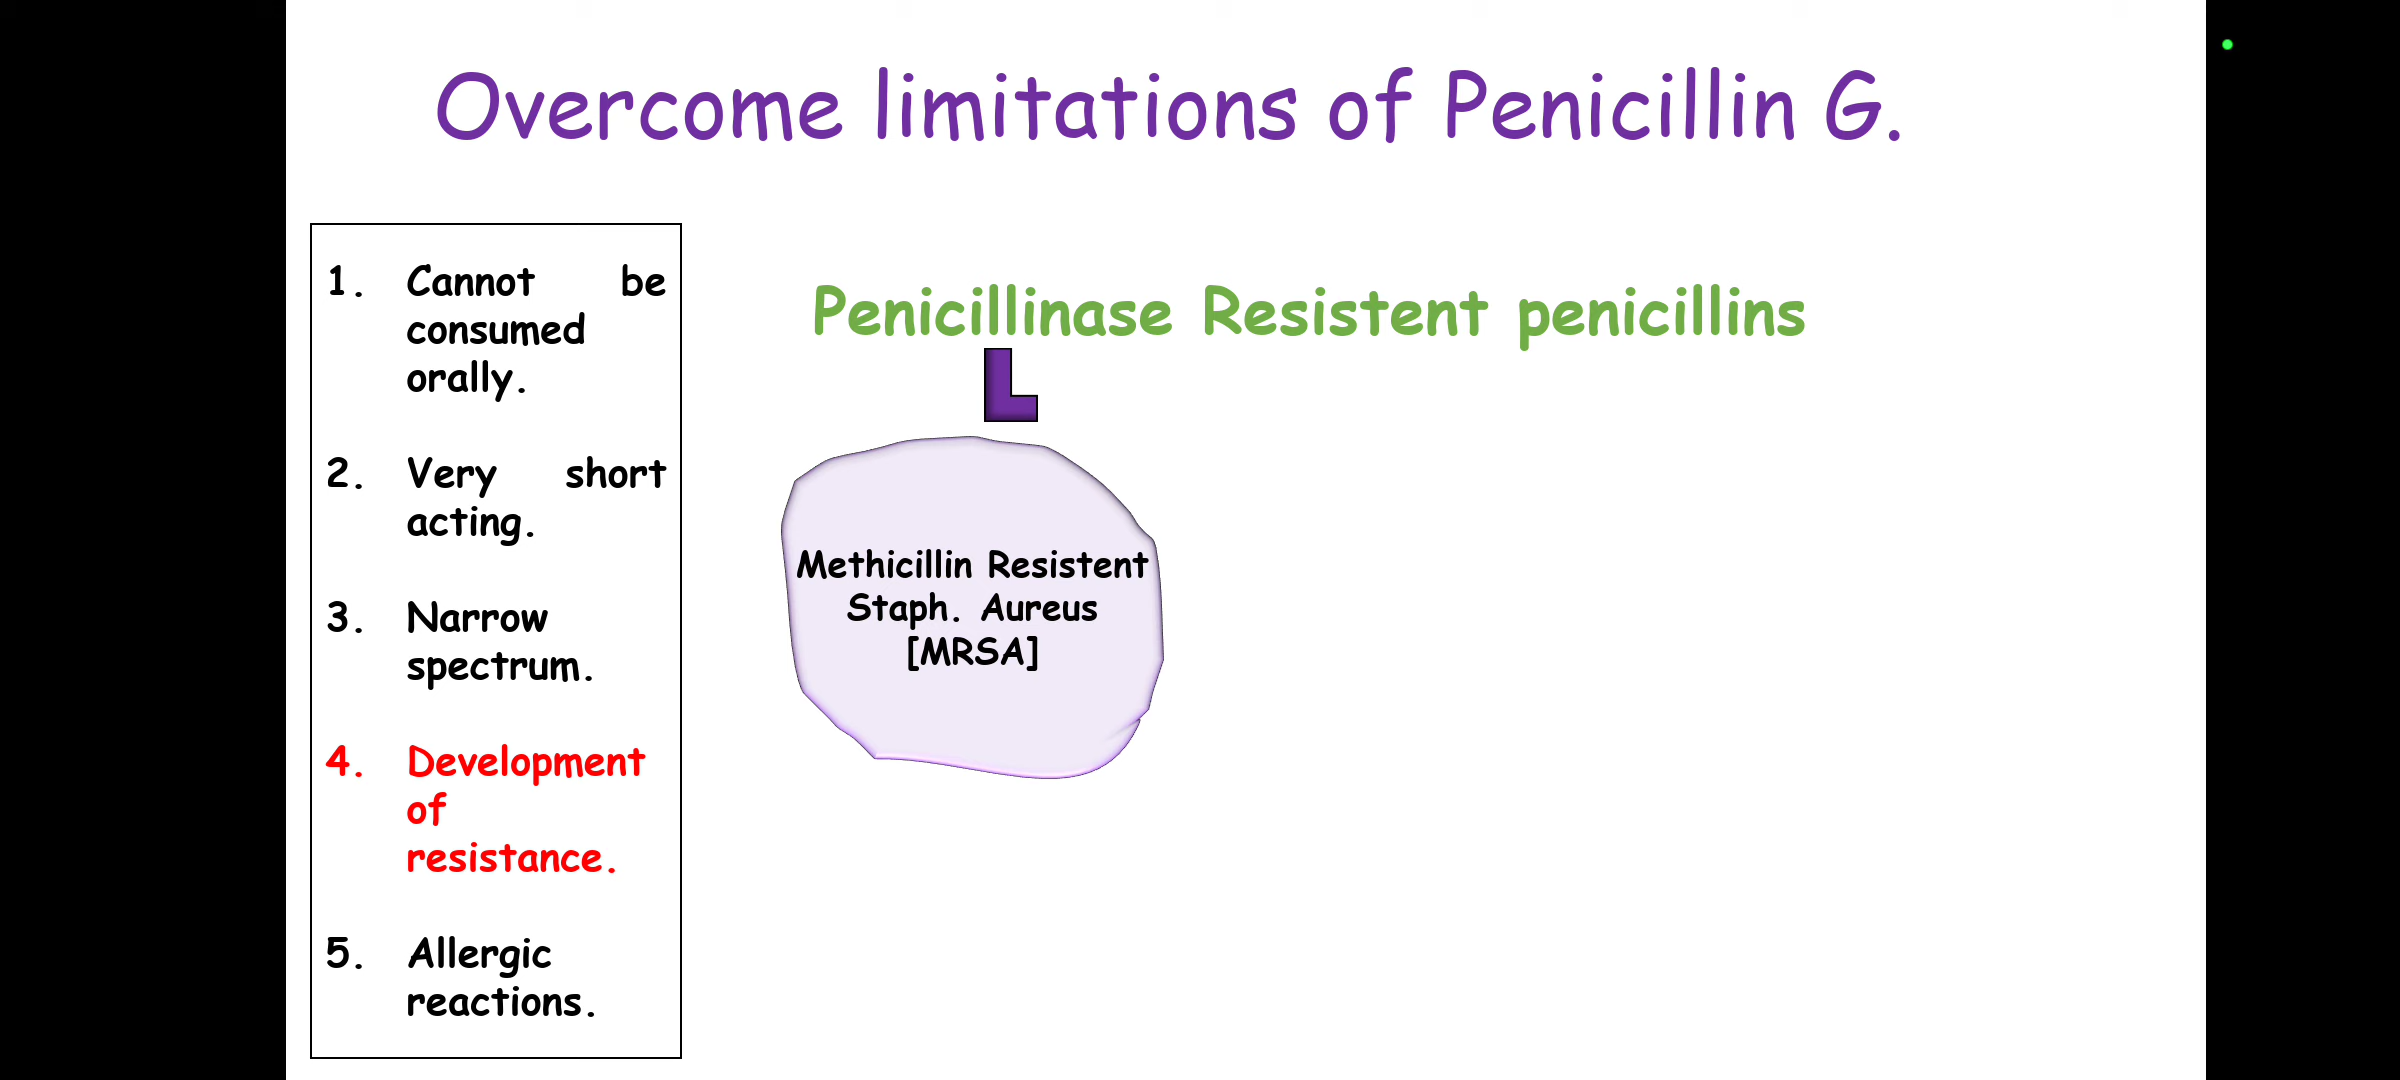 Overcome limitations of Penicillin G.
1. Cannot be
consumed
orally.
2. Very short
acting.
3. Narrow
spectrum.
4. Development
of
resistance.
5. Allergic
reactions.
Penicillinase Resistent penicillins
Methicillin Resistent
Staph. Aureus
[MRSA]